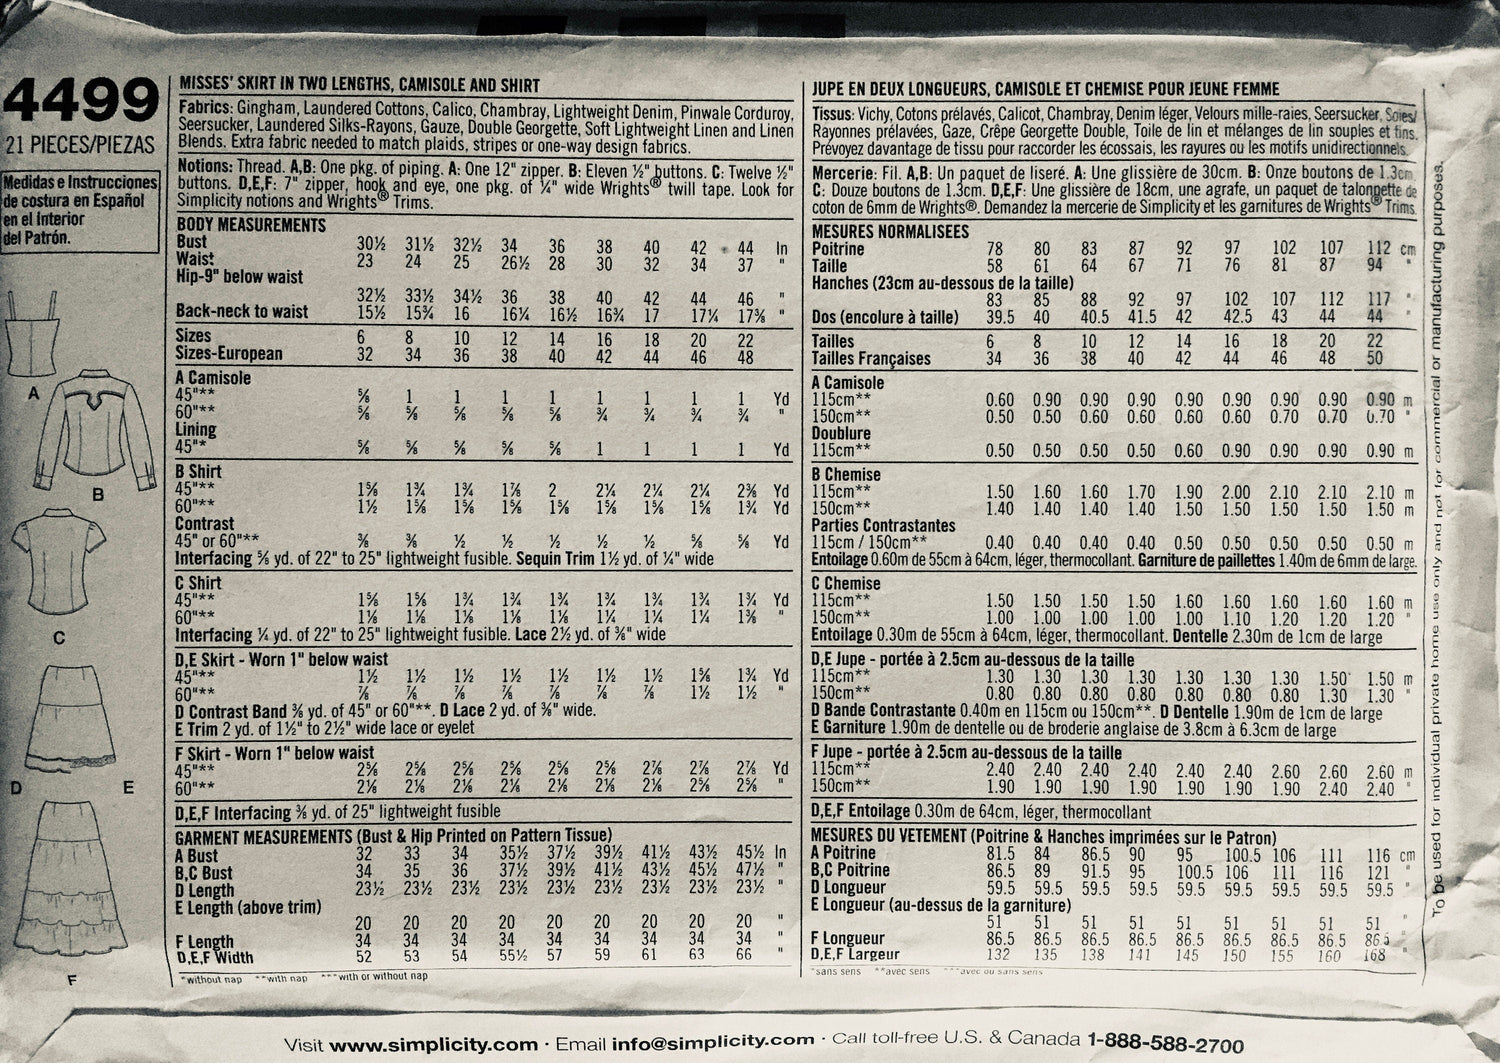 4499
21 PIECES/PIEZAS
Medidas e Instrucciones
de costura en Español
en el Interior
del Patrón.
A
B
C
D
E
F
MISSES' SKIRT IN TWO LENGTHS, CAMISOLE AND SHIRT
Fabrics: Gingham, Laundered Cottons, Calico, Chambray, Lightweight Denim, Pinwale Corduroy,
Seersucker, Laundered Silks-Rayons, Gauze, Double Georgette, Soft Lightweight Linen and Linen
Blends. Extra fabric needed to match plaids, stripes or one-way design fabrics.
Notions: Thread. A,B: One pkg. of piping. A: One 12" zipper. B: Eleven ½" buttons. C: Twelve ½"
buttons. D,E,F: 7" zipper, hook and eye, one pkg. of ¼" wide Wrights® twill tape. Look for
Simplicity notions and Wrights® Trims.
BODY MEASUREMENTS
Bust 30½ 31½ 32½ 34 36 38 40 42 44 In
Waist 23 24 25 26½ 28 30 32 34 37 "
Hip-9" below waist
32½ 33½ 34½ 36 38 40 42 44 46 "
Back-neck to waist 15½ 15¾ 16 16¼ 16½ 16¾ 17 17¼ 17⅜ "
Sizes 6 8 10 12 14 16 18 20 22
Sizes-European 32 34 36 38 40 42 44 46 48
A Camisole
45"** ⅝ 1 1 1 1 1 1 1 1 Yd
60"** ⅝ ⅝ ⅝ ⅝ ⅝ ¾ ¾ ¾ ¾ "
Lining
45"* ⅝ ⅝ ⅝ ⅝ ⅝ 1 1 1 1 Yd
B Shirt
45"** 1⅝ 1¾ 1¾ 1⅞ 2 2¼ 2¼ 2¼ 2⅜ Yd
60"** 1½ 1⅝ 1⅝ 1⅝ 1⅝ 1⅝ 1⅝ 1⅝ 1¾ Yd
Contrast
45" or 60"** ⅜ ⅜ ½ ½ ½ ½ ½ ⅝ ⅝ Yd
Interfacing ⅝ yd. of 22" to 25" lightweight fusible. Sequin Trim 1½ yd. of ¼" wide
C Shirt
45"** 1⅝ 1⅝ 1¾ 1¾ 1¾ 1¾ 1¾ 1¾ 1¾ Yd
60"** 1⅛ 1⅛ 1⅛ 1⅛ 1⅛ 1¼ 1¼ 1¼ 1⅜ "
Interfacing ¼ yd. of 22" to 25" lightweight fusible. Lace 2½ yd. of ⅜" wide
D,E Skirt - Worn 1" below waist
45"** 1½ 1½ 1½ 1½ 1½ 1½ 1½ 1⅝ 1¾ Yd
60"** ⅞ ⅞ ⅞ ⅞ ⅞ ⅞ ⅞ 1½ 1½ "
D Contrast Band ⅜ yd. of 45" or 60"**. D Lace 2 yd. of ⅜" wide.
E Trim 2 yd. of 1½" to 2½" wide lace or eyelet
F Skirt - Worn 1" below waist
45"** 2⅝ 2⅝ 2⅝ 2⅝ 2⅝ 2⅝ 2⅞ 2⅞ 2⅞ Yd
60"** 2⅛ 2⅛ 2⅛ 2⅛ 2⅛ 2⅛ 2⅛ 2⅝ 2⅝ "
D,E,F Interfacing ⅜ yd. of 25" lightweight fusible
GARMENT MEASUREMENTS (Bust & Hip Printed on Pattern Tissue)
A Bust 32 33 34 35½ 37½ 39½ 41½ 43½ 45½ In
B,C Bust 34 35 36 37½ 39½ 41½ 43½ 45½ 47½ "
D Length 23½ 23½ 23½ 23½ 23½ 23½ 23½ 23½ 23½ "
E Length (above trim)
20 20 20 20 20 20 20 20 20 "
F Length 34 34 34 34 34 34 34 34 34 "
D,E,F Width 52 53 54 55½ 57 59 61 63 66 "
*without nap **with nap ***with or without nap
JUPE EN DEUX LONGUEURS, CAMISOLE ET CHEMISE POUR JEUNE FEMME
Tissus: Vichy, Cotons prélavés, Calicot, Chambray, Denim léger, Velours mille-raies, Seersucker, Soies/
Rayonnes prélavées, Gaze, Crêpe Georgette Double, Toile de lin et mélanges de lin souples et fins.
Prévoyez davantage de tissu pour raccorder les écossais, les rayures ou les motifs unidirectionnels.
Mercerie: Fil. A,B: Un paquet de liseré. A: Une glissière de 30cm. B: Onze boutons de 1.3cm.
C: Douze boutons de 1.3cm. D,E,F: Une glissière de 18cm, une agrafe, un paquet de talonnette de
coton de 6mm de Wrights®. Demandez la mercerie de Simplicity et les garnitures de Wrights® Trims.
MESURES NORMALISEES
Poitrine 78 80 83 87 92 97 102 107 112 cm
Taille 58 61 64 67 71 76 81 87 94 "
Hanches (23cm au-dessous de la taille)
83 85 88 92 97 102 107 112 117 "
Dos (encolure à taille) 39.5 40 40.5 41.5 42 42.5 43 44 44 "
Tailles 6 8 10 12 14 16 18 20 22
Tailles Françaises 34 36 38 40 42 44 46 48 50
A Camisole
115cm** 0.60 0.90 0.90 0.90 0.90 0.90 0.90 0.90 0.90 m
150cm** 0.50 0.50 0.60 0.60 0.60 0.60 0.70 0.70 0.70 "
Doublure
115cm** 0.50 0.50 0.50 0.50 0.60 0.90 0.90 0.90 0.90 m
B Chemise
115cm** 1.50 1.60 1.60 1.70 1.90 2.00 2.10 2.10 2.10 m
150cm** 1.40 1.40 1.40 1.40 1.50 1.50 1.50 1.50 1.50 m
Parties Contrastantes
115cm / 150cm** 0.40 0.40 0.40 0.40 0.50 0.50 0.50 0.50 0.50 m
Entoilage 0.60m de 55cm à 64cm, léger, thermocollant. Garniture de paillettes 1.40m de 6mm de large.
C Chemise
115cm** 1.50 1.50 1.50 1.50 1.60 1.60 1.60 1.60 1.60 m
150cm** 1.00 1.00 1.00 1.00 1.00 1.10 1.10 1.20 1.20 1.20 "
Entoilage 0.30m de 55cm à 64cm, léger, thermocollant. Dentelle 2.30m de 1cm de large
D,E Jupe - portée à 2.5cm au-dessous de la taille
115cm** 1.30 1.30 1.30 1.30 1.30 1.30 1.30 1.50 1.50 m
150cm** 0.80 0.80 0.80 0.80 0.80 0.80 0.80 1.30 1.30 "
D Bande Contrastante 0.40m en 115cm ou 150cm**. D Dentelle 1.90m de 1cm de large
E Garniture 1.90m de dentelle ou de broderie anglaise de 3.8cm à 6.3cm de large
F Jupe - portée à 2.5cm au-dessous de la taille
115cm** 2.40 2.40 2.40 2.40 2.40 2.40 2.60 2.60 2.60 m
150cm** 1.90 1.90 1.90 1.90 1.90 1.90 1.90 2.40 2.40 "
D,E,F Entoilage 0.30m de 64cm, léger, thermocollant
MESURES DU VETEMENT (Poitrine & Hanches imprimées sur le Patron)
A Poitrine 81.5 84 86.5 90 95 100.5 106 111 116 cm
B,C Poitrine 86.5 89 91.5 95 100.5 106 111 116 121 "
D Longueur 59.5 59.5 59.5 59.5 59.5 59.5 59.5 59.5 59.5 "
E Longueur (au-dessus de la garniture)
51 51 51 51 51 51 51 51 51 "
F Longueur 86.5 86.5 86.5 86.5 86.5 86.5 86.5 86.5 86.5 "
D,E,F Largeur 132 135 138 141 145 150 155 160 168 "
*sans sens **avec sens ***avec ou sans sens
To be used for individual private home use only and not for commercial or manufacturing purposes.
Visit www.simplicity.com · Email info@simplicity.com · Call toll-free U.S. & Canada 1-888-588-2700